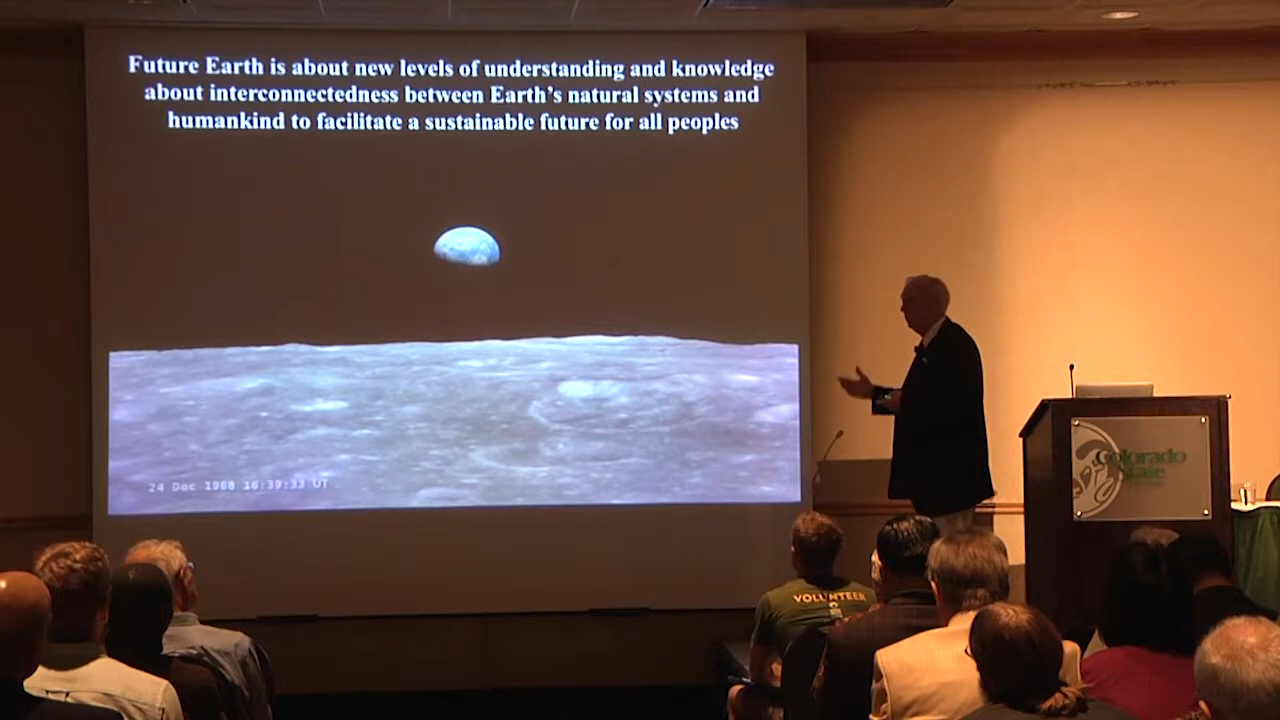 Future Earth is about new levels of understanding and knowledge
about interconnectedness between Earth's natural systems and
humankind to facilitate a sustainable future for all peoples
24 Dec 1968 16:39:33 UT
VOLUNTEER
Colorado
State